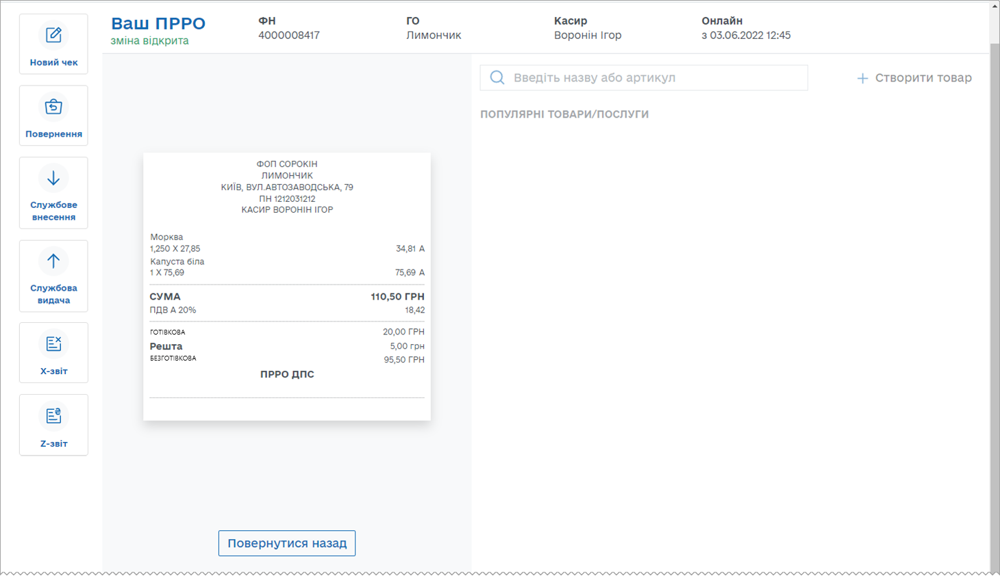 Новий чек
Повернення
Службове
внесення
Службова
видача
X-звіт
Z-звіт
Ваш ПРРО
зміна відкрита
ФН
4000008417
ГО
Лимончик
Касир
Воронін Ігор
Онлайн
з 03.06.2022 12:45
ФОП СОРОКІН
ЛИМОНЧИК
КИЇВ, ВУЛ.АВТОЗАВОДСЬКА, 79
ПН 1212031212
КАСИР ВОРОНІН ІГОР
Морква
1,250 X 27,85 34,81 А
Капуста біла
1 X 75,69 75,69 А
СУМА 110,50 ГРН
ПДВ А 20% 18,42
ГОТІВКОВА 20,00 ГРН
Решта 5,00 грн
БЕЗГОТІВКОВА 95,50 ГРН
ПРРО ДПС
Повернутися назад
Введіть назву або артикул
+ Створити товар
ПОПУЛЯРНІ ТОВАРИ/ПОСЛУГИ